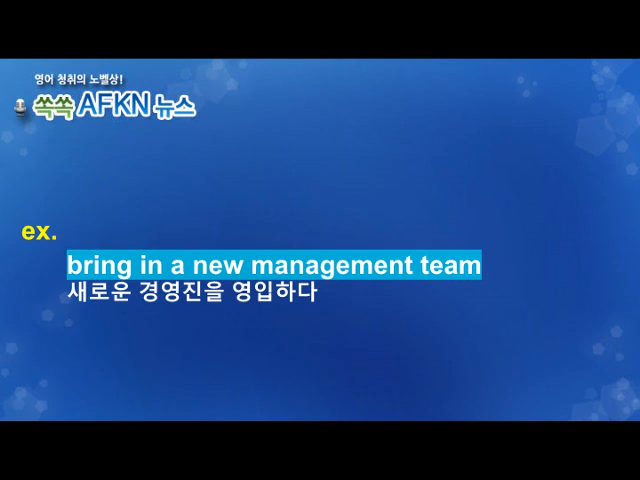 영어 청취의 노벨상!
쏙쏙 AFKN 뉴스
ex.
bring in a new management team
새로운 경영진을 영입하다